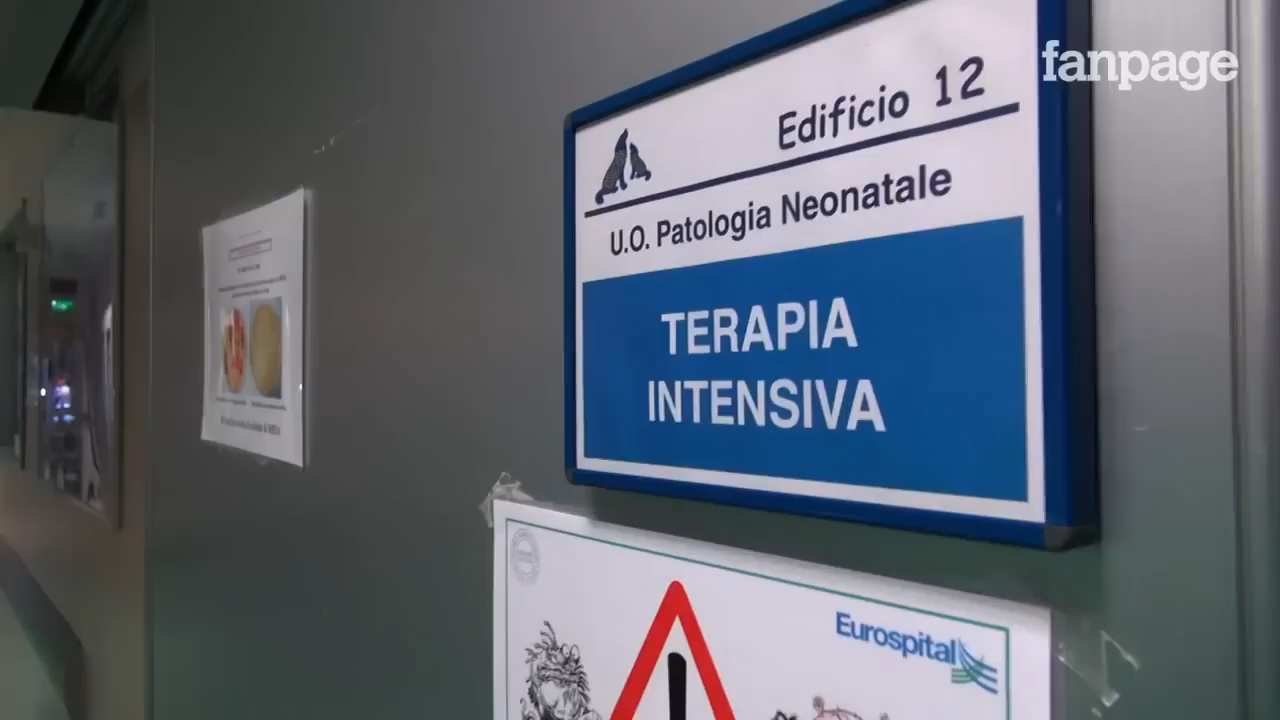 fanpage
Edificio 12
U.O. Patologia Neonatale
TERAPIA
INTENSIVA
Eurospital